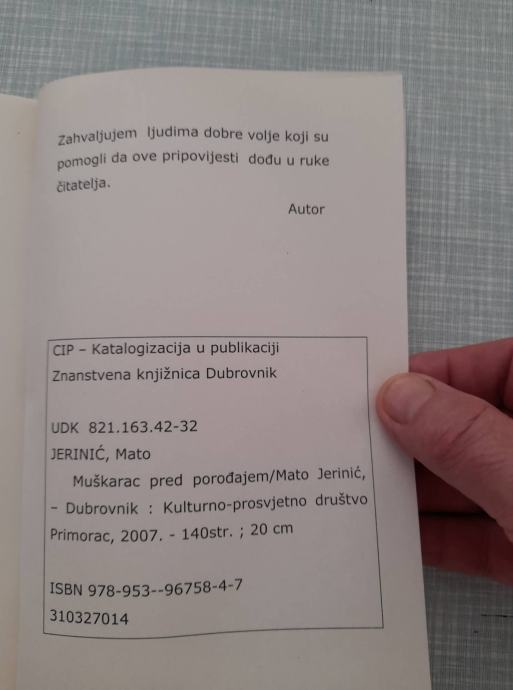 Zahvaljujem ljudima dobre volje koji su
pomogli da ove pripovijesti dođu u ruke
čitatelja.
Autor
CIP – Katalogizacija u publikaciji
Znanstvena knjižnica Dubrovnik
UDK 821.163.42-32
JERINIĆ, Mato
Muškarac pred porođajem/Mato Jerinić,
– Dubrovnik : Kulturno-prosvjetno društvo
Primorac, 2007. - 140str. ; 20 cm
ISBN 978-953--96758-4-7
310327014